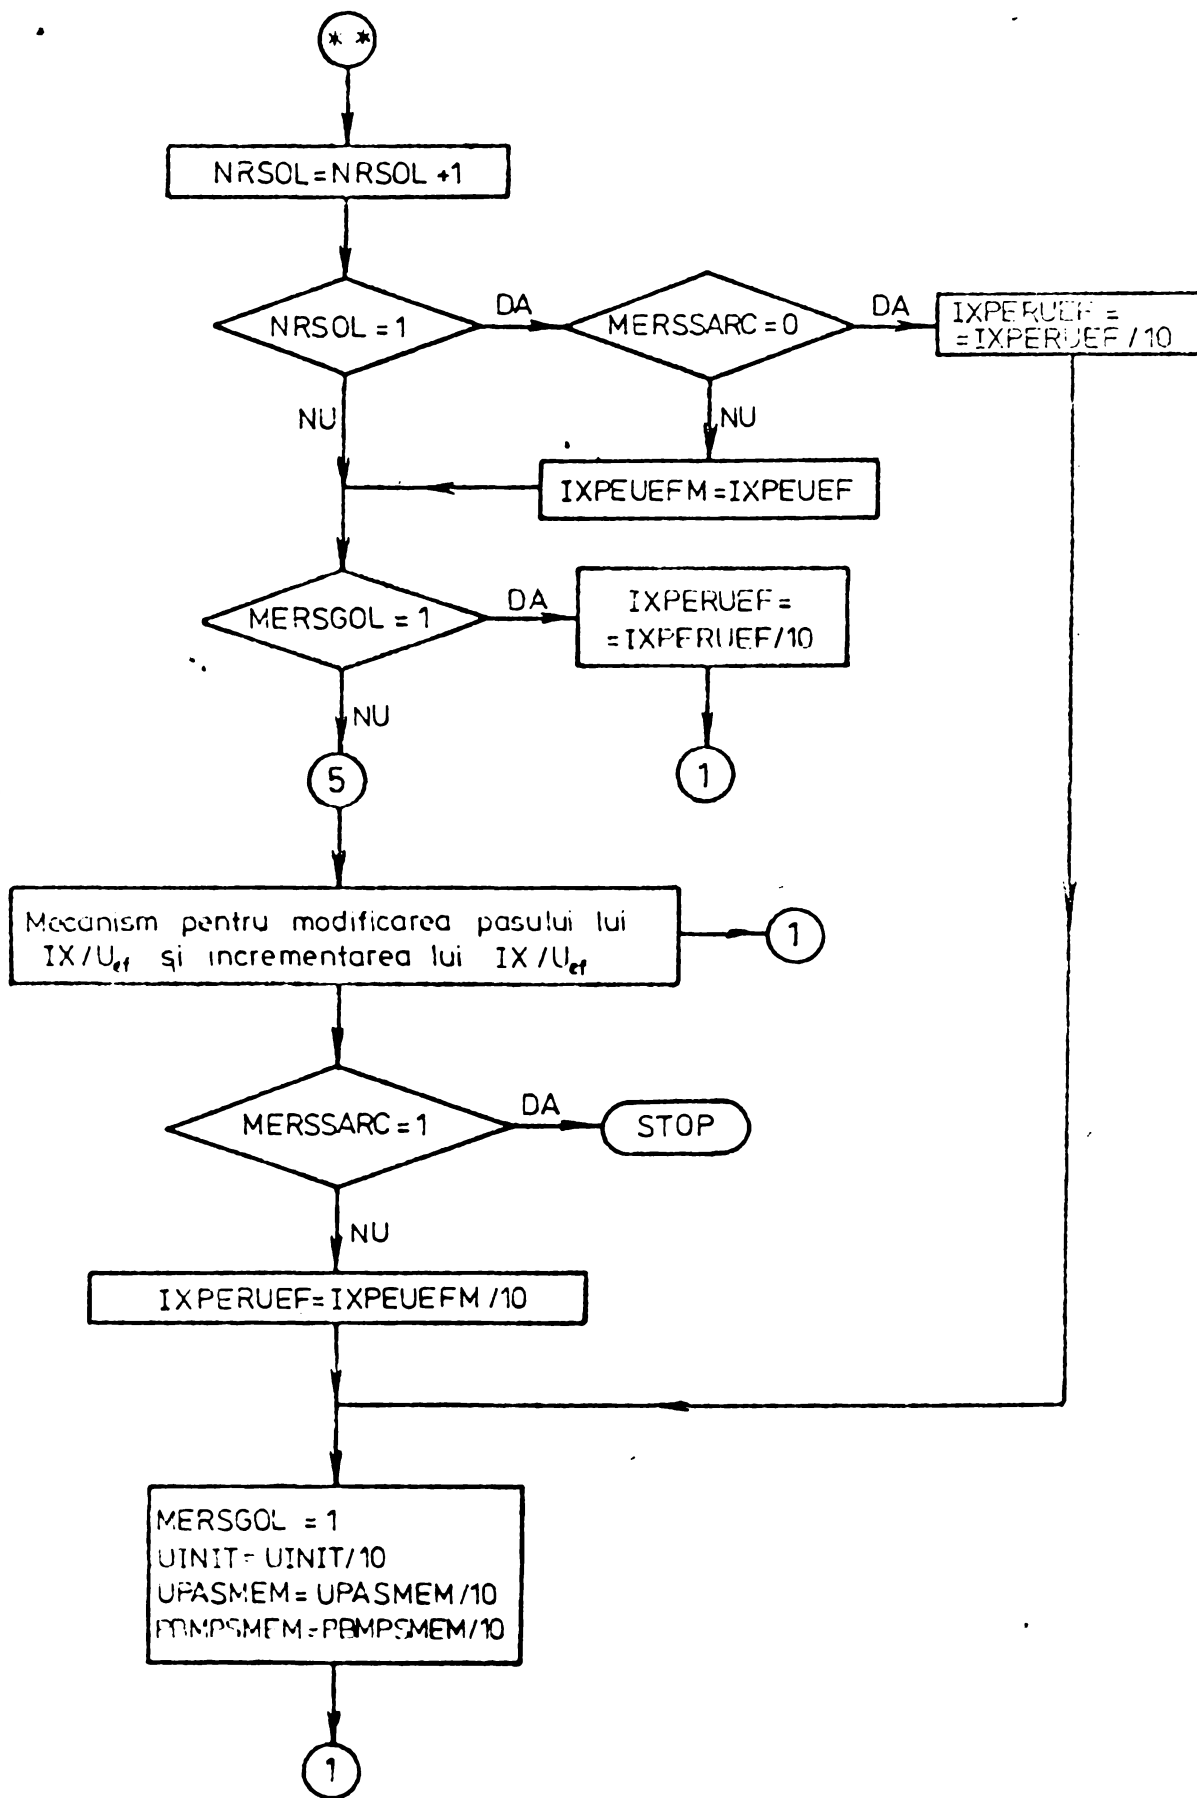 * *
NRSOL=NRSOL +1
NRSOL = 1
DA
MERSSARC=0
DA
IXPERUEF =
=IXPERUEF / 10
NU
NU
IXPEUEFM=IXPEUEF
MERSGOL = 1
DA
IXPERUEF=
=IXPERUEF/10
NU
5
1
Mecanism pentru modificarea pasului lui
IX/Uef și incrementarea lui IX/Uef
1
MERSSARC=1
DA
STOP
NU
IXPERUEF=IXPEUEFM/10
MERSGOL = 1
UINIT= UINIT/10
UPASMEM= UPASMEM/10
PBMPSMEM=PBMPSMEM/10
1